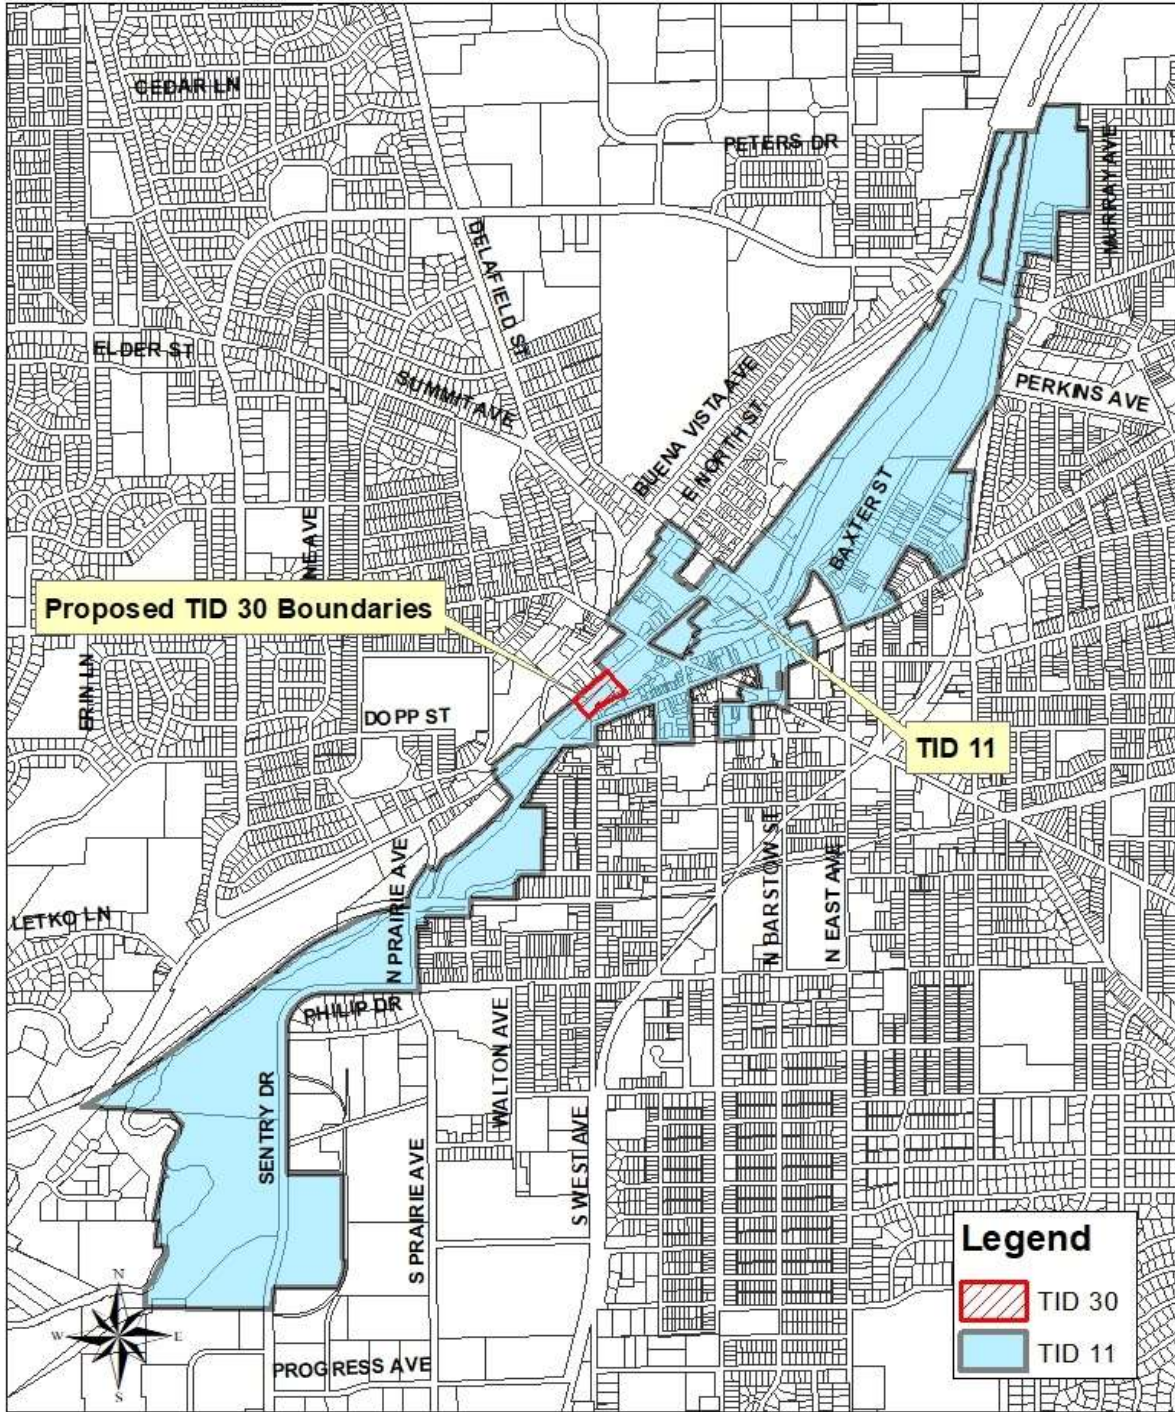 CEDAR LN
PETERS DR
MURRAY AVE
DELAFIELD ST
ELDER ST
SUMMIT AVE
PERKINS AVE
BUENA VISTA AVE
E NORTH ST
BAXTER ST
NE AVE
Proposed TID 30 Boundaries
ERIN LN
DOPP ST
TID 11
N BARSTOW ST
N EAST AVE
N PRAIRIE AVE
LETKO LN
PHILIP DR
WALTON AVE
SENTRY DR
S WEST AVE
S PRAIRIE AVE
Legend
TID 30
TID 11
N
W E
S
PROGRESS AVE